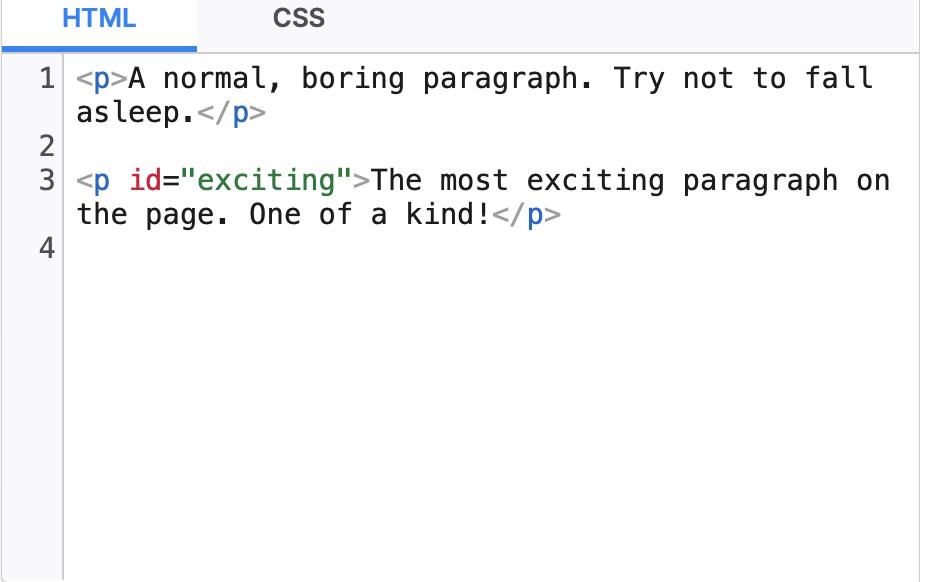 HTML CSS
1 <p>A normal, boring paragraph. Try not to fall
asleep.</p>
2
3 <p id="exciting">The most exciting paragraph on
the page. One of a kind!</p>
4